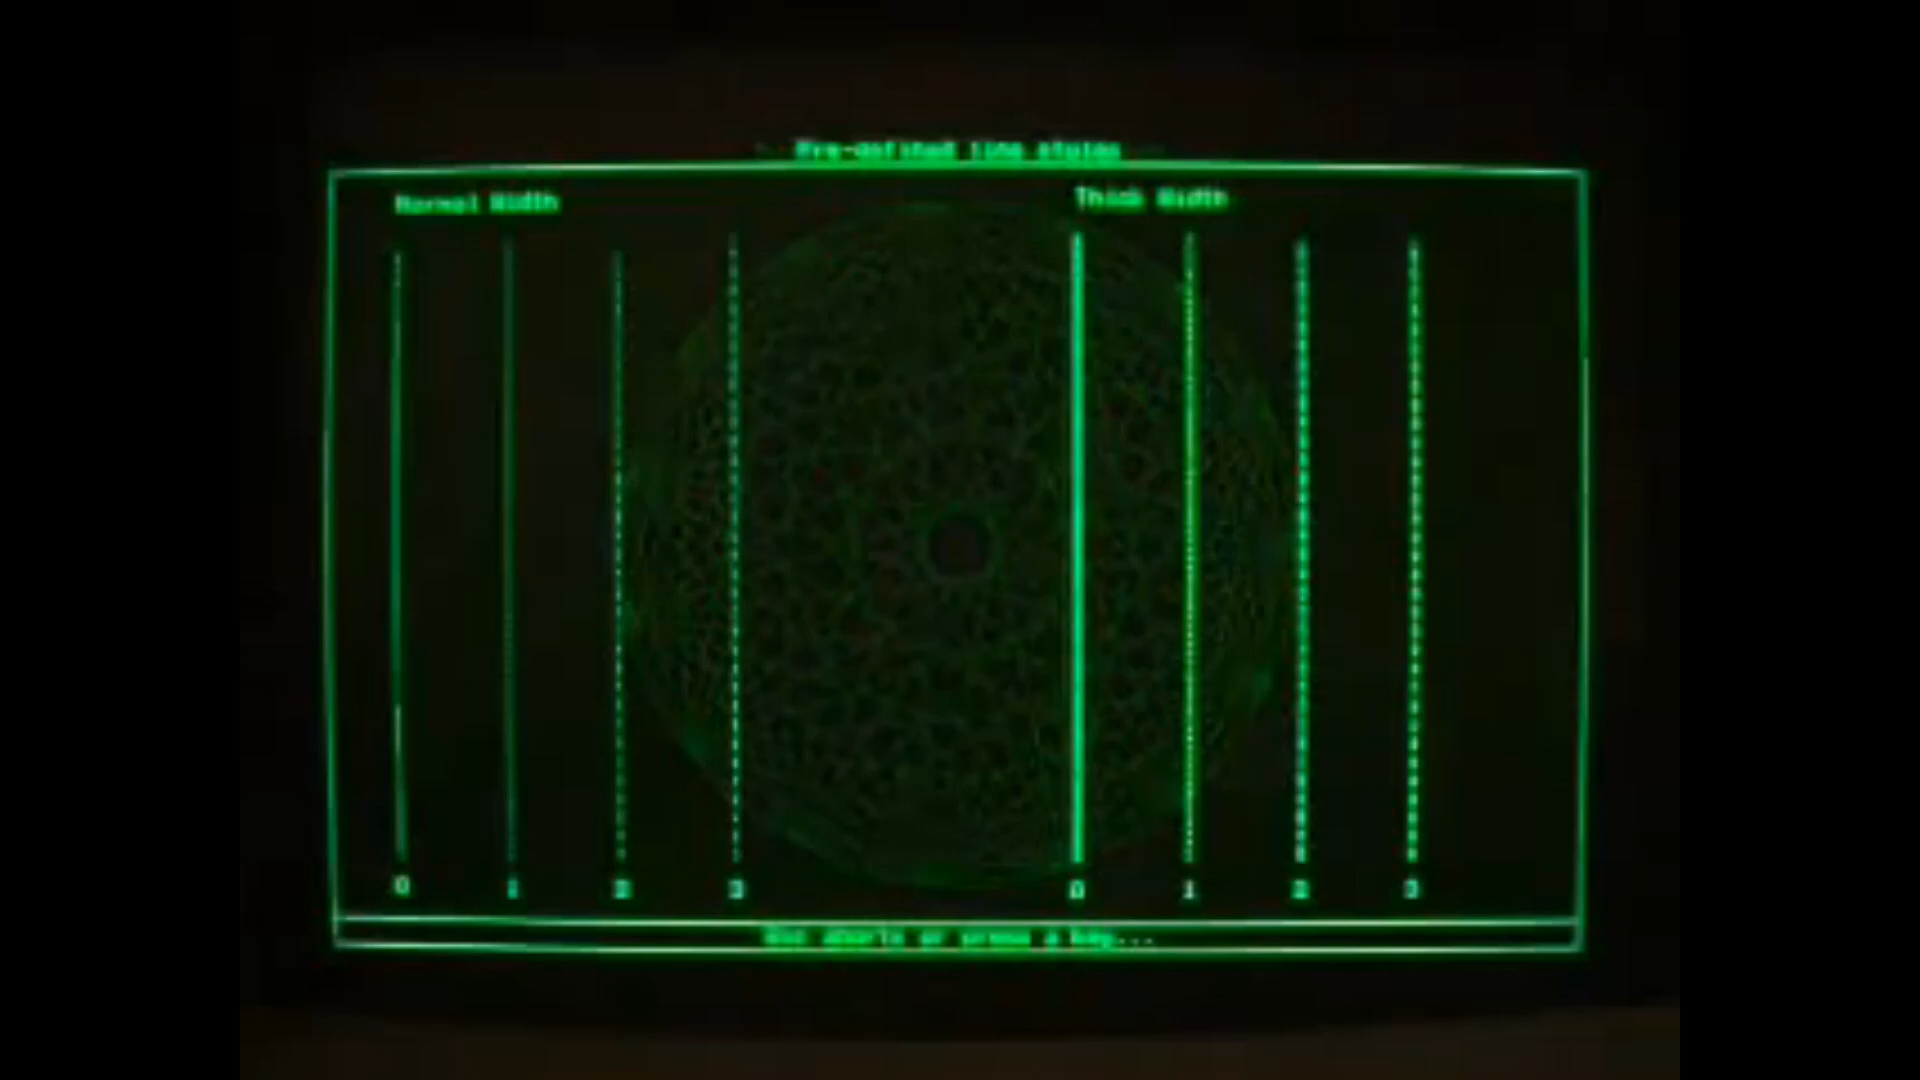 Pre-defined line styles
Normal Width
Thick Width
0 1 2 3
0 1 2 3
Esc aborts or press a key...